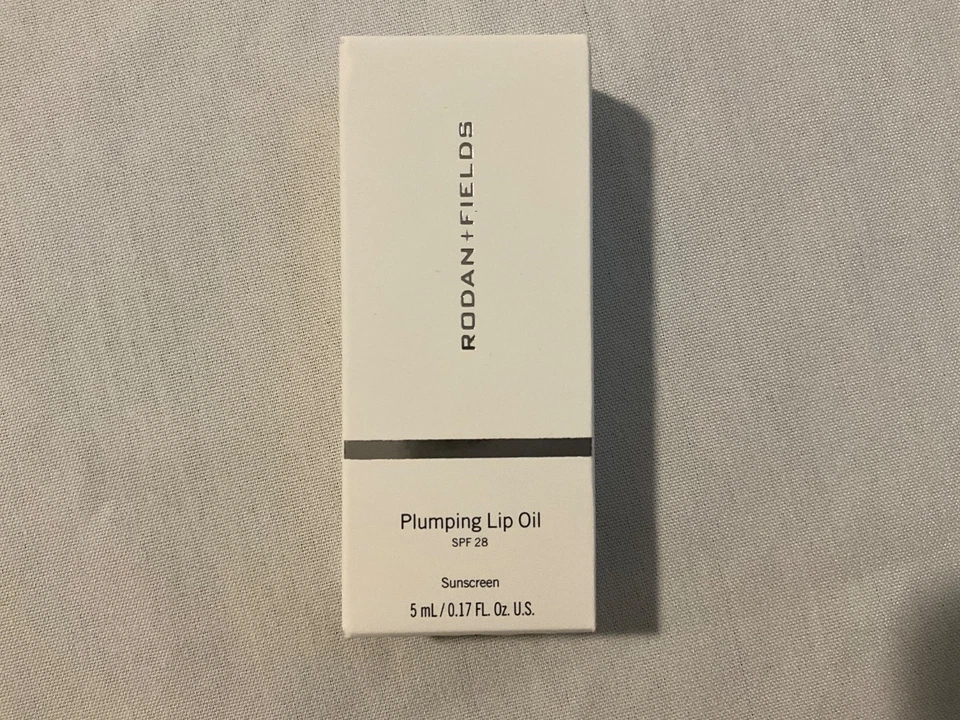 RODAN+FIELDS
Plumping Lip Oil
SPF 28
Sunscreen
5 mL / 0.17 FL. Oz. U.S.